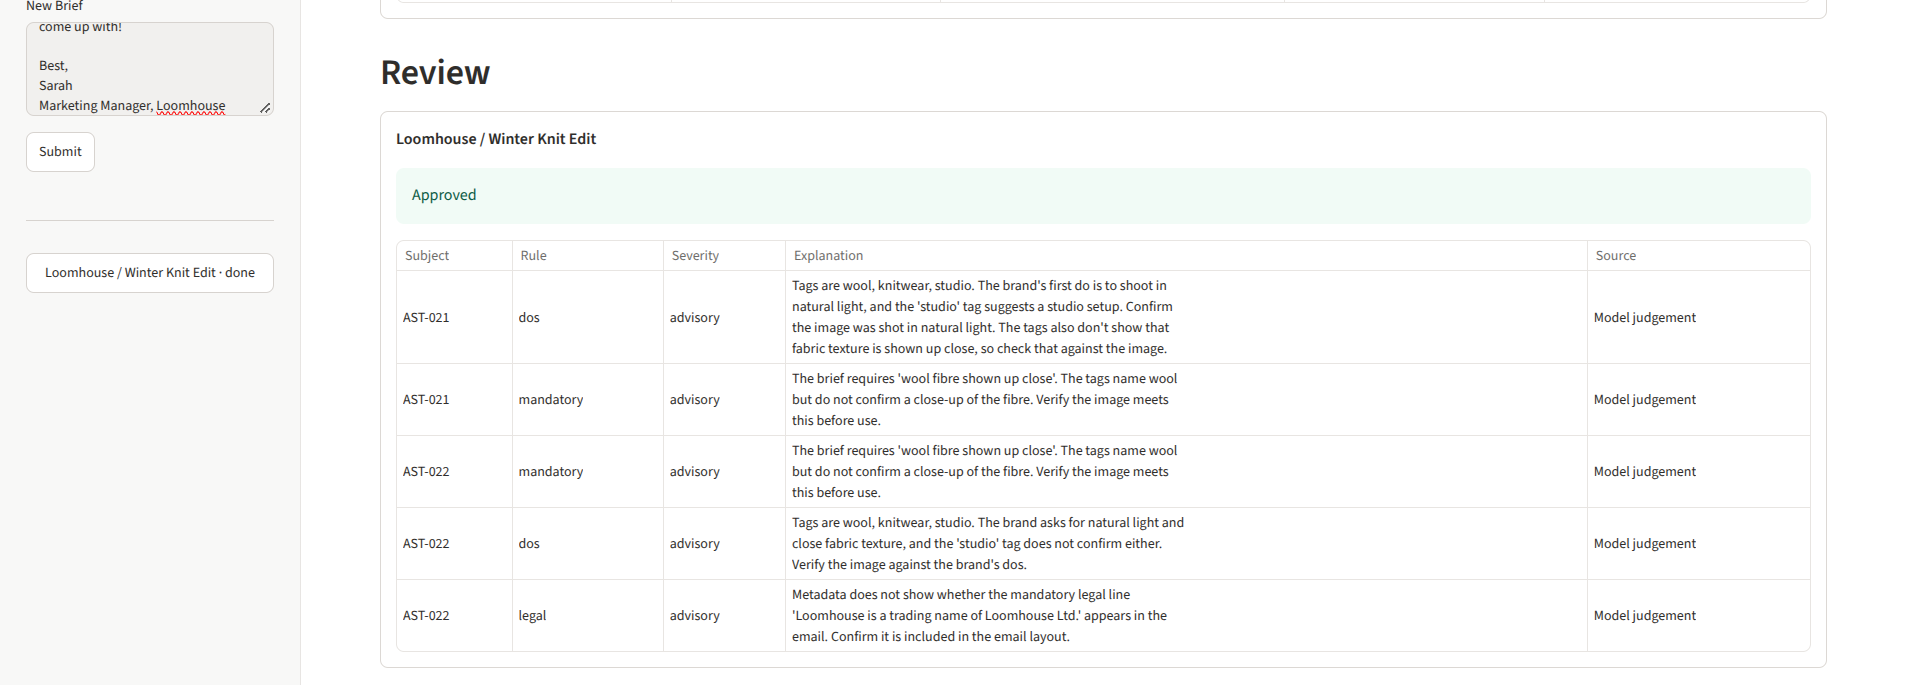 New Brief
come up with!
Best,
Sarah
Marketing Manager, Loomhouse
Submit
Loomhouse / Winter Knit Edit · done
Review
Loomhouse / Winter Knit Edit
Approved
Subject Rule Severity Explanation Source
AST-021 dos advisory Tags are wool, knitwear, studio. The brand's first do is to shoot in
natural light, and the 'studio' tag suggests a studio setup. Confirm
the image was shot in natural light. The tags also don't show that
fabric texture is shown up close, so check that against the image.
Model judgement
AST-021 mandatory advisory The brief requires 'wool fibre shown up close'. The tags name wool
but do not confirm a close-up of the fibre. Verify the image meets
this before use.
Model judgement
AST-022 mandatory advisory The brief requires 'wool fibre shown up close'. The tags name wool
but do not confirm a close-up of the fibre. Verify the image meets
this before use.
Model judgement
AST-022 dos advisory Tags are wool, knitwear, studio. The brand asks for natural light and
close fabric texture, and the 'studio' tag does not confirm either.
Verify the image against the brand's dos.
Model judgement
AST-022 legal advisory Metadata does not show whether the mandatory legal line
'Loomhouse is a trading name of Loomhouse Ltd.' appears in the
email. Confirm it is included in the email layout.
Model judgement